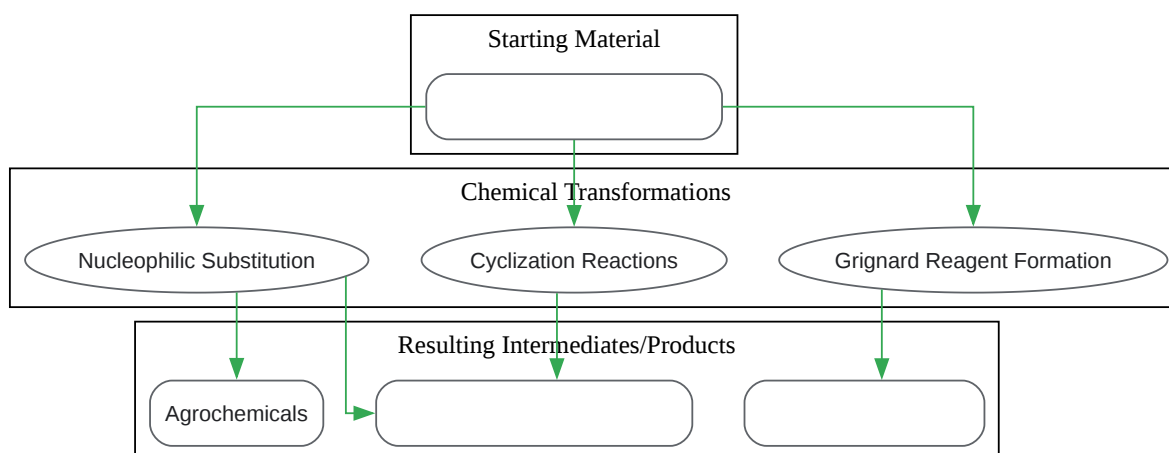 Starting Material
Chemical Transformations
Nucleophilic Substitution
Cyclization Reactions
Grignard Reagent Formation
Resulting Intermediates/Products
Agrochemicals